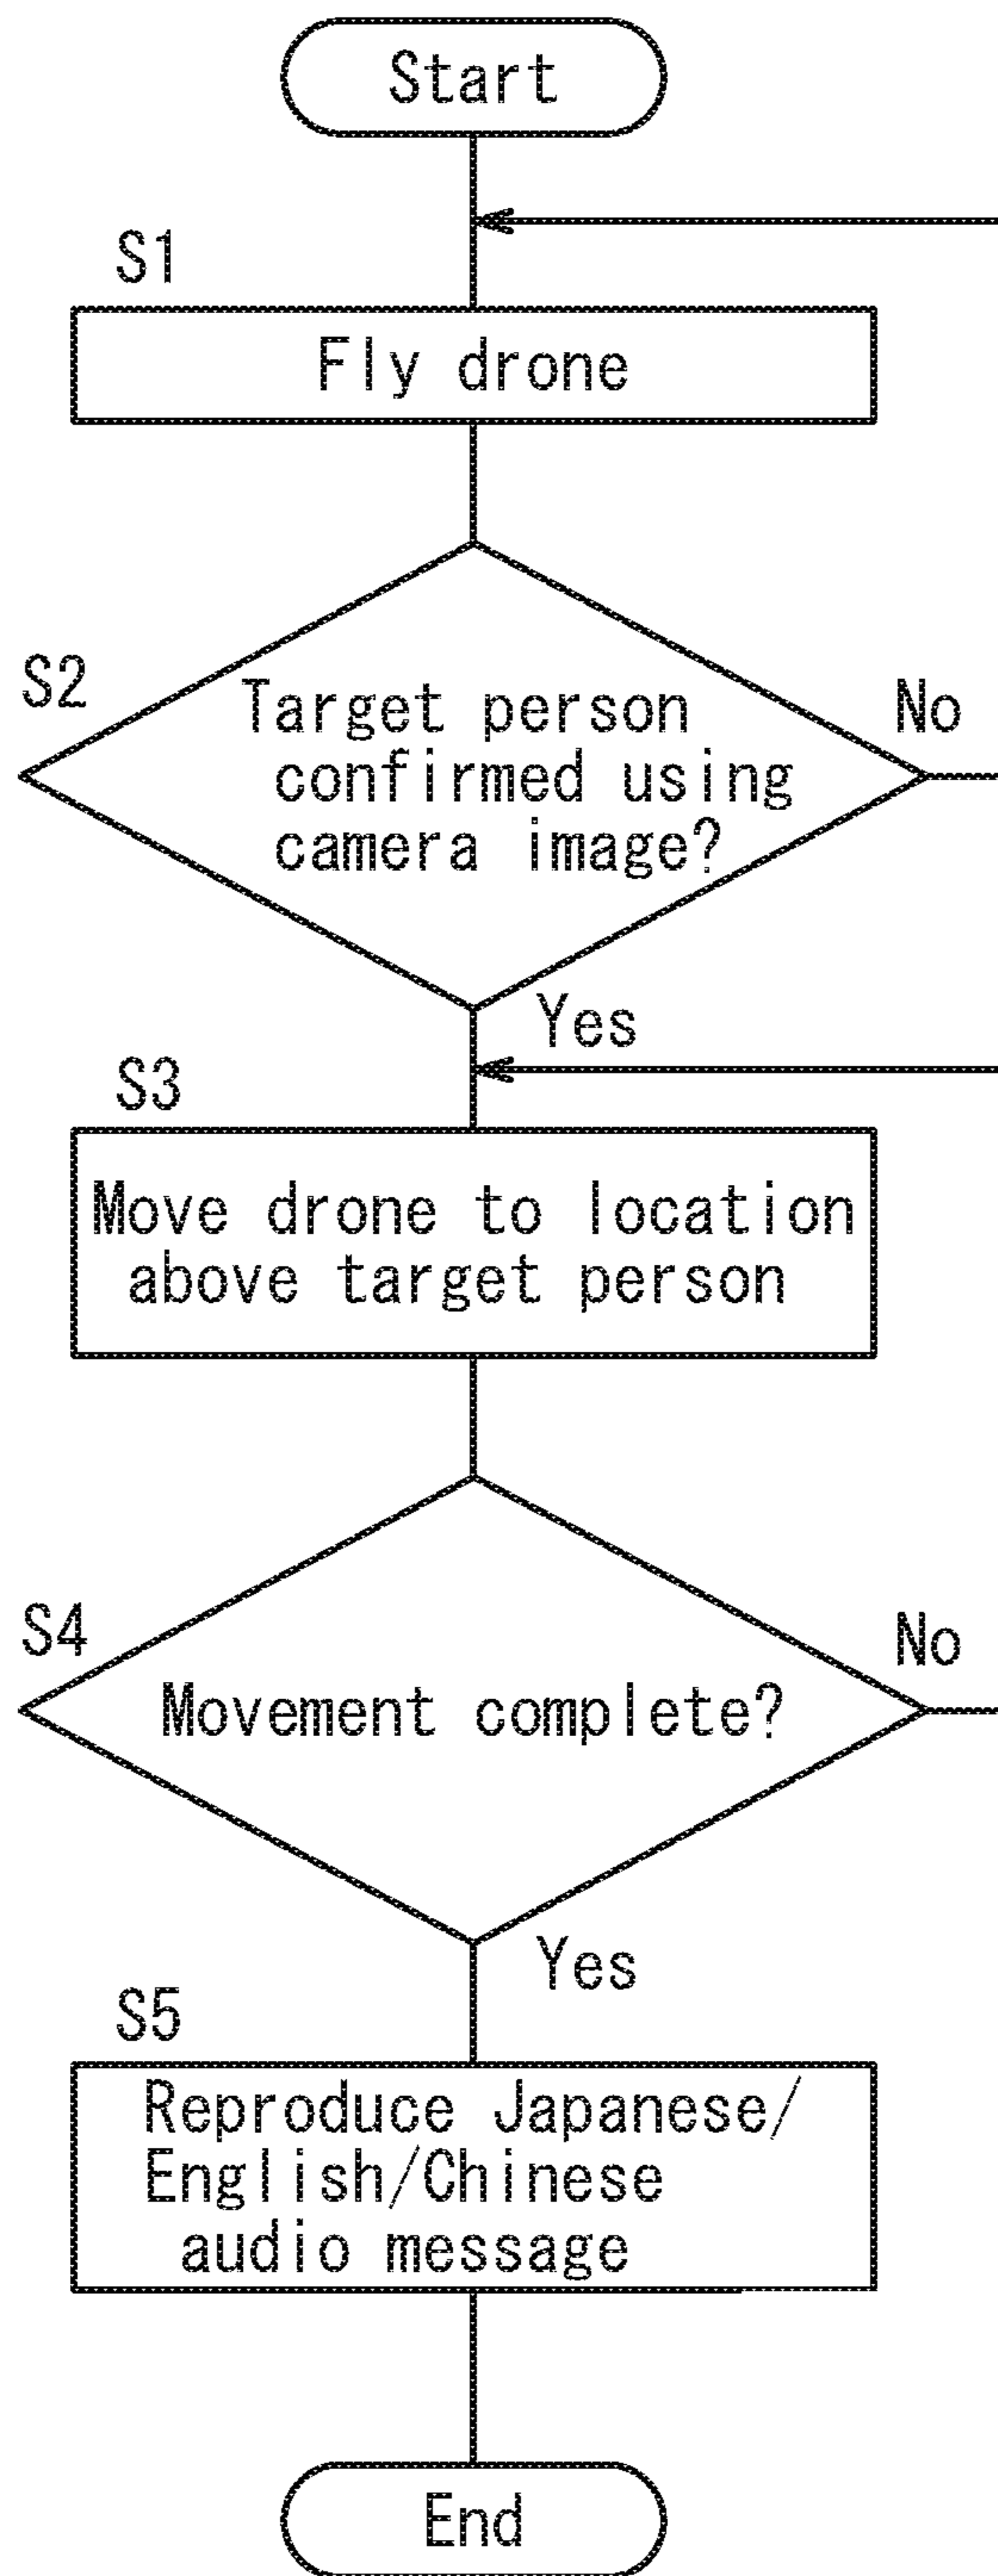 Start
S1
Fly drone
S2
Target person
confirmed using
camera image?
No
Yes
S3
Move drone to location
above target person
S4
Movement complete?
No
Yes
S5
Reproduce Japanese/
English/Chinese
audio message
End